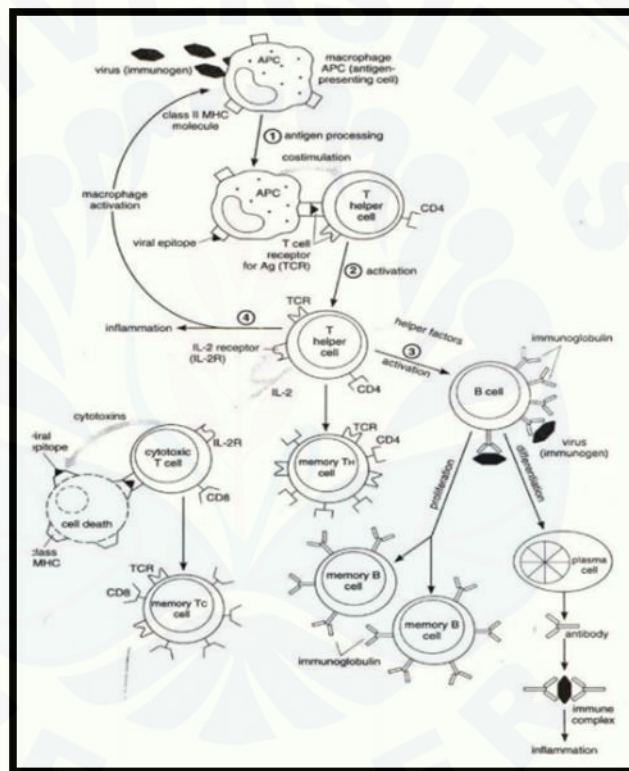 virus (immunogen)
APC
macrophage
APC (antigen-
presenting cell)
class II MHC
molecule
1 antigen processing
costimulation
macrophage
activation
APC
T
helper
cell
CD4
viral epitope
T cell
receptor
for Ag (TCR)
2 activation
TCR
4
inflammation
T
helper
cell
IL-2 receptor
(IL-2R)
helper factors
3
activation
immunoglobulin
B cell
CD4
IL-2
virus
(immunogen)
cytotoxins
viral
epitope
IL-2R
cytotoxic
T cell
CD8
cell death
class
MHC
TCR
CD4
memory TH
cell
proliferation
differentiation
TCR
CD8
memory TC
cell
memory B
cell
memory B
cell
immunoglobulin
plasma
cell
antibody
immune
complex
inflammation